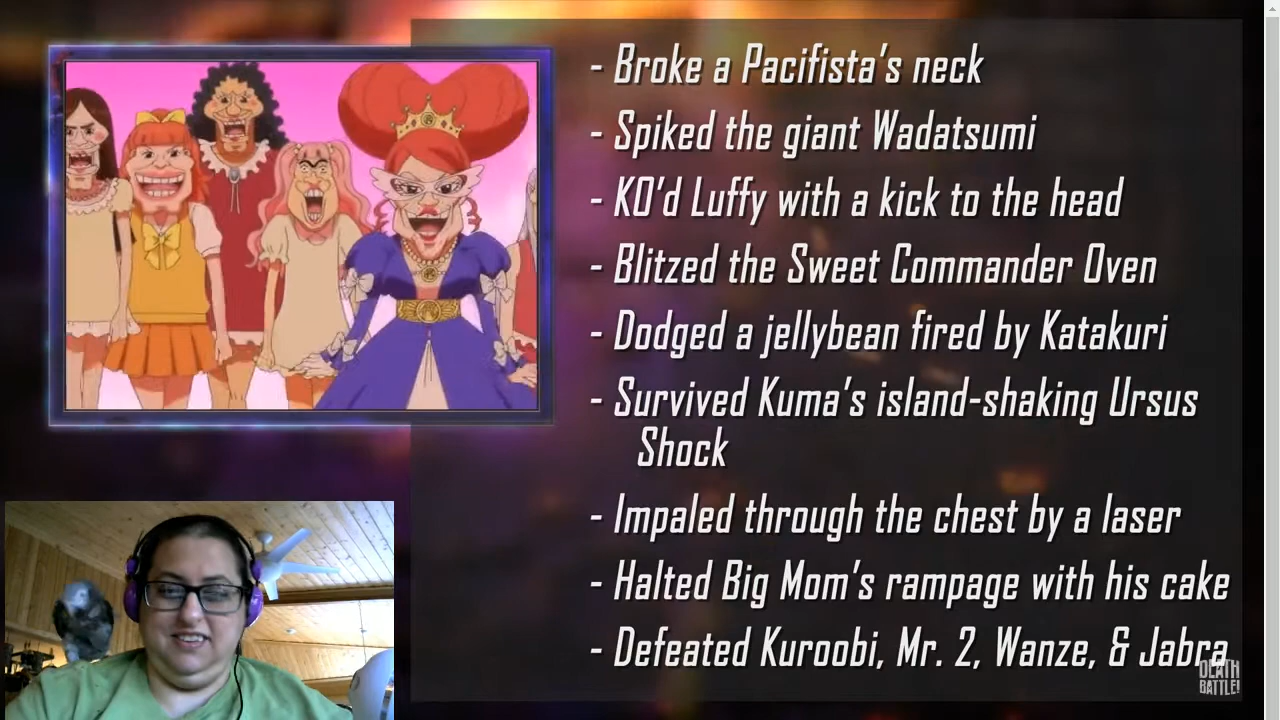 - Broke a Pacifista's neck
- Spiked the giant Wadatsumi
- KO'd Luffy with a kick to the head
- Blitzed the Sweet Commander Oven
- Dodged a jellybean fired by Katakuri
- Survived Kuma's island-shaking Ursus
Shock
- Impaled through the chest by a laser
- Halted Big Mom's rampage with his cake
- Defeated Kuroobi, Mr. 2, Wanze, & Jabra
DEATH
BATTLE!